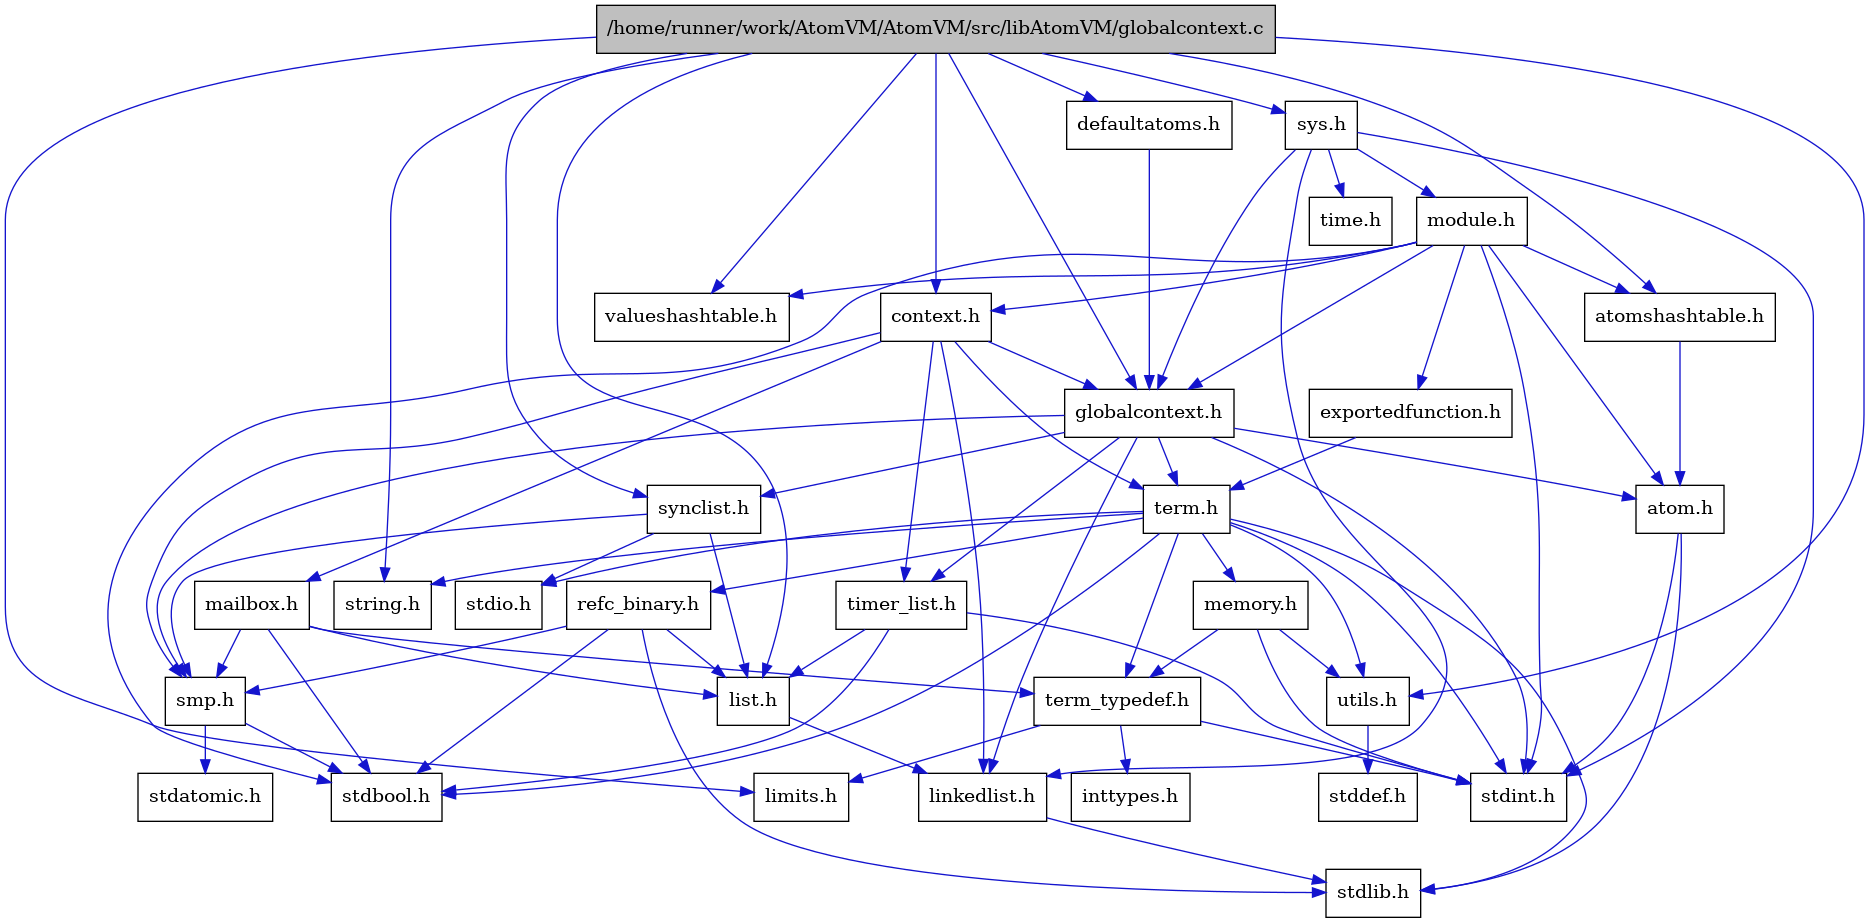 /home/runner/work/AtomVM/AtomVM/src/libAtomVM/globalcontext.c
defaultatoms.h
sys.h
time.h
module.h
valueshashtable.h
context.h
atomshashtable.h
globalcontext.h
exportedfunction.h
synclist.h
term.h
atom.h
mailbox.h
string.h
stdio.h
refc_binary.h
timer_list.h
memory.h
smp.h
list.h
term_typedef.h
utils.h
stdatomic.h
stdbool.h
limits.h
linkedlist.h
inttypes.h
stddef.h
stdint.h
stdlib.h